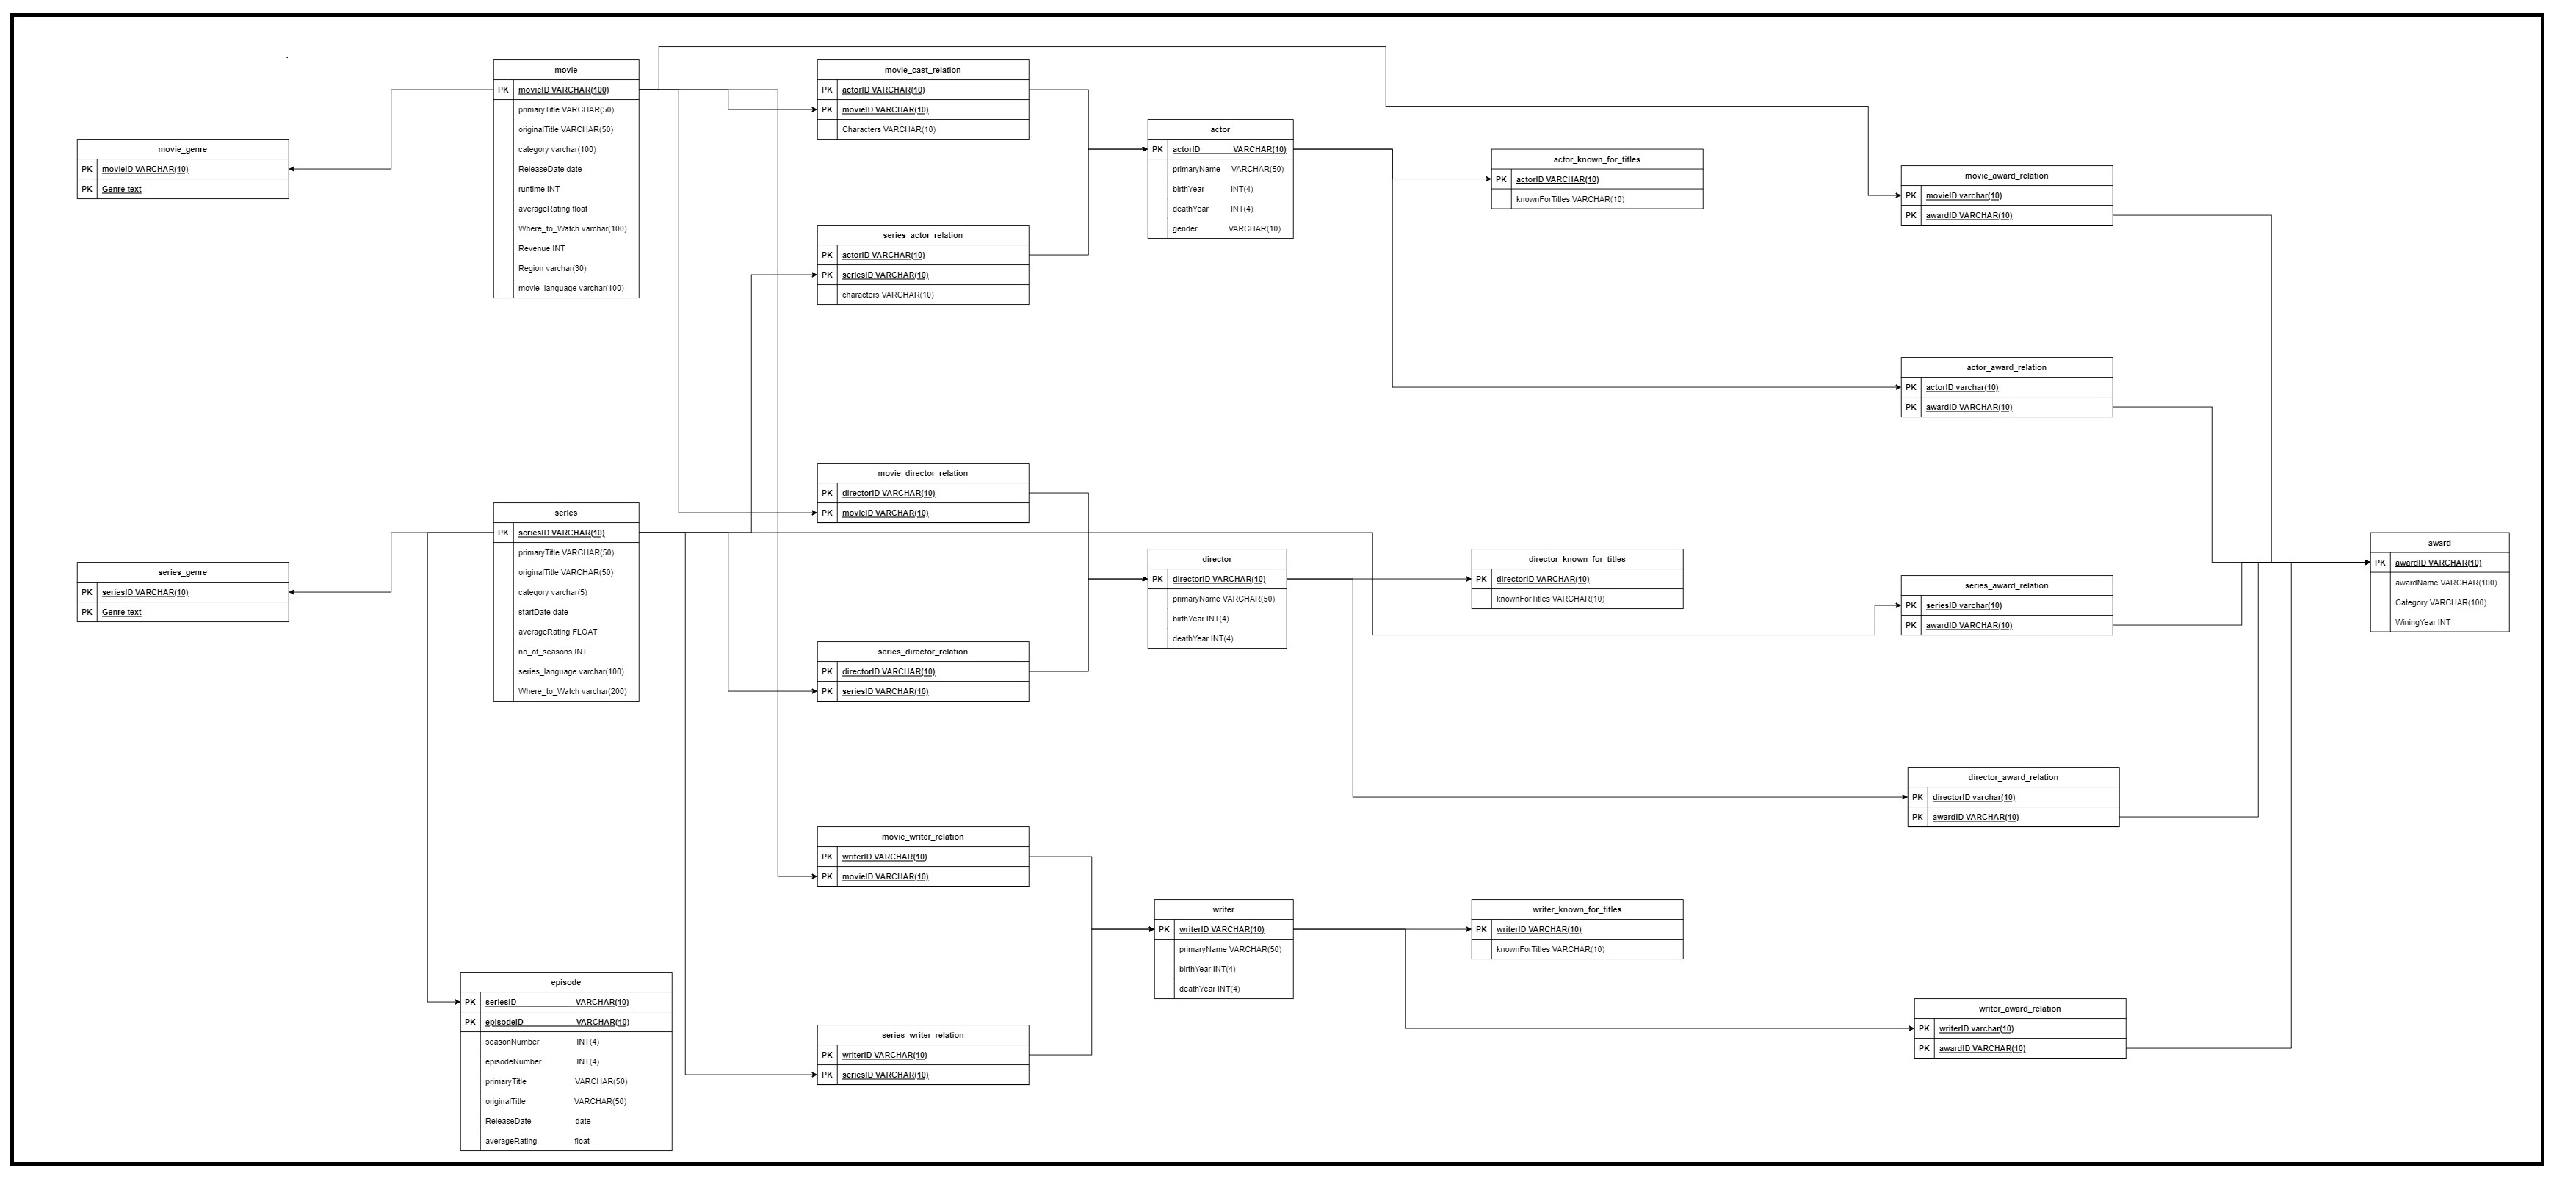 movie
PK movieID VARCHAR(100)
primaryTitle VARCHAR(50)
originalTitle VARCHAR(50)
category varchar(100)
ReleaseDate date
runtime INT
averageRating float
Where_to_Watch varchar(100)
Revenue INT
Region varchar(30)
movie_language varchar(100)
movie_genre
PK movieID VARCHAR(10)
PK Genre text
movie_cast_relation
PK actorID VARCHAR(10)
PK movieID VARCHAR(10)
Characters VARCHAR(10)
series_actor_relation
PK actorID VARCHAR(10)
PK seriesID VARCHAR(10)
characters VARCHAR(10)
actor
PK actorID VARCHAR(10)
primaryName VARCHAR(50)
birthYear INT(4)
deathYear INT(4)
gender VARCHAR(10)
actor_known_for_titles
PK actorID VARCHAR(10)
knownForTitles VARCHAR(10)
movie_award_relation
PK movieID varchar(10)
PK awardID VARCHAR(10)
actor_award_relation
PK actorID varchar(10)
PK awardID VARCHAR(10)
series
PK seriesID VARCHAR(10)
primaryTitle VARCHAR(50)
originalTitle VARCHAR(50)
category varchar(5)
startDate date
averageRating FLOAT
no_of_seasons INT
series_language varchar(100)
Where_to_Watch varchar(200)
series_genre
PK seriesID VARCHAR(10)
PK Genre text
movie_director_relation
PK directorID VARCHAR(10)
PK movieID VARCHAR(10)
series_director_relation
PK directorID VARCHAR(10)
PK seriesID VARCHAR(10)
director
PK directorID VARCHAR(10)
primaryName VARCHAR(50)
birthYear INT(4)
deathYear INT(4)
director_known_for_titles
PK directorID VARCHAR(10)
knownForTitles VARCHAR(10)
series_award_relation
PK seriesID varchar(10)
PK awardID VARCHAR(10)
award
PK awardID VARCHAR(10)
awardName VARCHAR(100)
Category VARCHAR(100)
WiningYear INT
director_award_relation
PK directorID varchar(10)
PK awardID VARCHAR(10)
movie_writer_relation
PK writerID VARCHAR(10)
PK movieID VARCHAR(10)
series_writer_relation
PK writerID VARCHAR(10)
PK seriesID VARCHAR(10)
writer
PK writerID VARCHAR(10)
primaryName VARCHAR(50)
birthYear INT(4)
deathYear INT(4)
writer_known_for_titles
PK writerID VARCHAR(10)
knownForTitles VARCHAR(10)
writer_award_relation
PK writerID varchar(10)
PK awardID VARCHAR(10)
episode
PK seriesID VARCHAR(10)
PK episodeID VARCHAR(10)
seasonNumber INT(4)
episodeNumber INT(4)
primaryTitle VARCHAR(50)
originalTitle VARCHAR(50)
ReleaseDate date
averageRating float